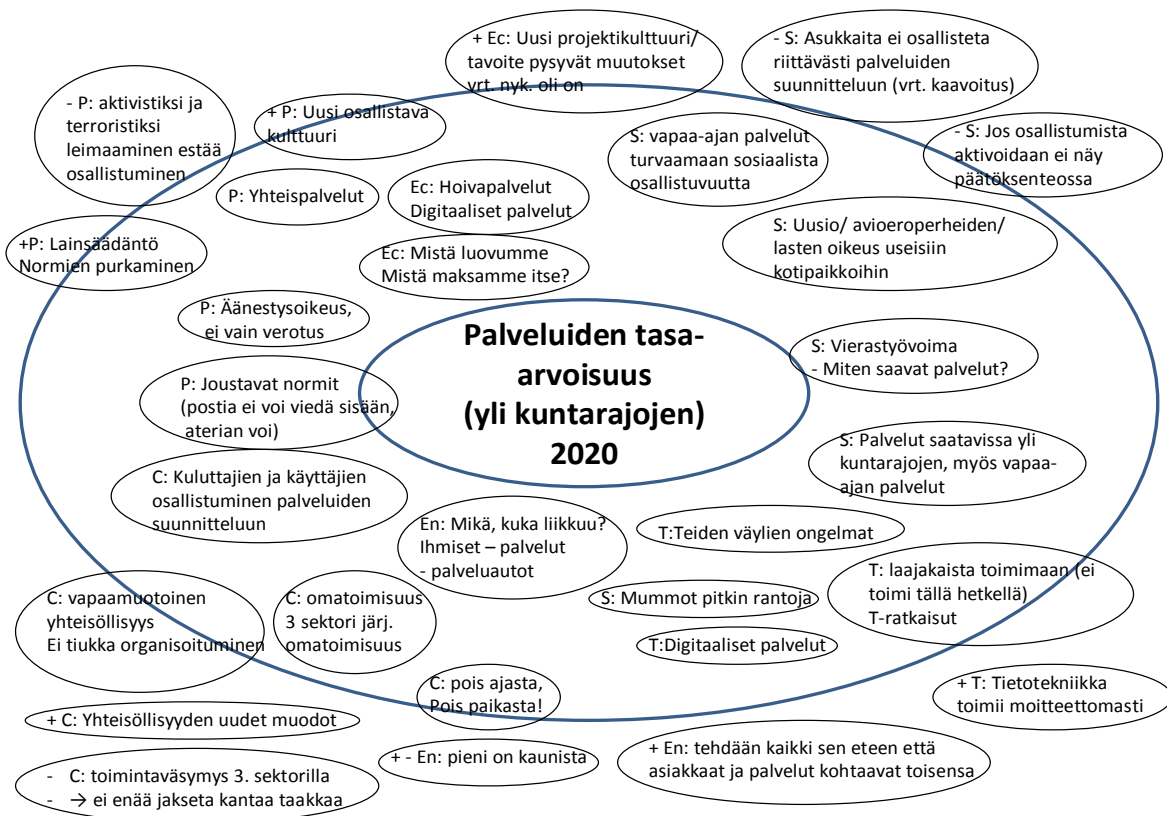 + Ec: Uusi projektikulttuuri/
tavoite pysyvät muutokset
vrt. nyk. oli on
- S: Asukkaita ei osallisteta
riittävästi palveluiden
suunnitteluun (vrt. kaavoitus)
- P: aktivistiksi ja
terroristiksi
leimaaminen estää
osallistuminen
+ P: Uusi osallistava
kulttuuri
S: vapaa-ajan palvelut
turvaamaan sosiaalista
osallistuvuutta
- S: Jos osallistumista
aktivoidaan ei näy
päätöksenteossa
P: Yhteispalvelut
Ec: Hoivapalvelut
Digitaaliset palvelut
+P: Lainsäädäntö
Normien purkaminen
Ec: Mistä luovumme
Mistä maksamme itse?
S: Uusio/ avioeroperheiden/
lasten oikeus useisiin
kotipaikkoihin
P: Äänestysoikeus,
ei vain verotus
Palveluiden tasa-
arvoisuus
(yli kuntarajojen)
2020
S: Vierastyövoima
- Miten saavat palvelut?
P: Joustavat normit
(postia ei voi viedä sisään,
aterian voi)
S: Palvelut saatavissa yli
kuntarajojen, myös vapaa-
ajan palvelut
C: Kuluttajien ja käyttäjien
osallistuminen palveluiden
suunnitteluun
En: Mikä, kuka liikkuu?
Ihmiset – palvelut
- palveluautot
T:Teiden väylien ongelmat
T: laajakaista toimimaan (ei
toimi tällä hetkellä)
T-ratkaisut
C: vapaamuotoinen
yhteisöllisyys
Ei tiukka organisoituminen
C: omatoimisuus
3 sektori järj.
omatoimisuus
S: Mummot pitkin rantoja
T:Digitaaliset palvelut
C: pois ajasta,
Pois paikasta!
+ T: Tietotekniikka
toimii moitteettomasti
+ C: Yhteisöllisyyden uudet muodot
+ - En: pieni on kaunista
+ En: tehdään kaikki sen eteen että
asiakkaat ja palvelut kohtaavat toisensa
- C: toimintaväsymys 3. sektorilla
- → ei enää jakseta kantaa taakkaa